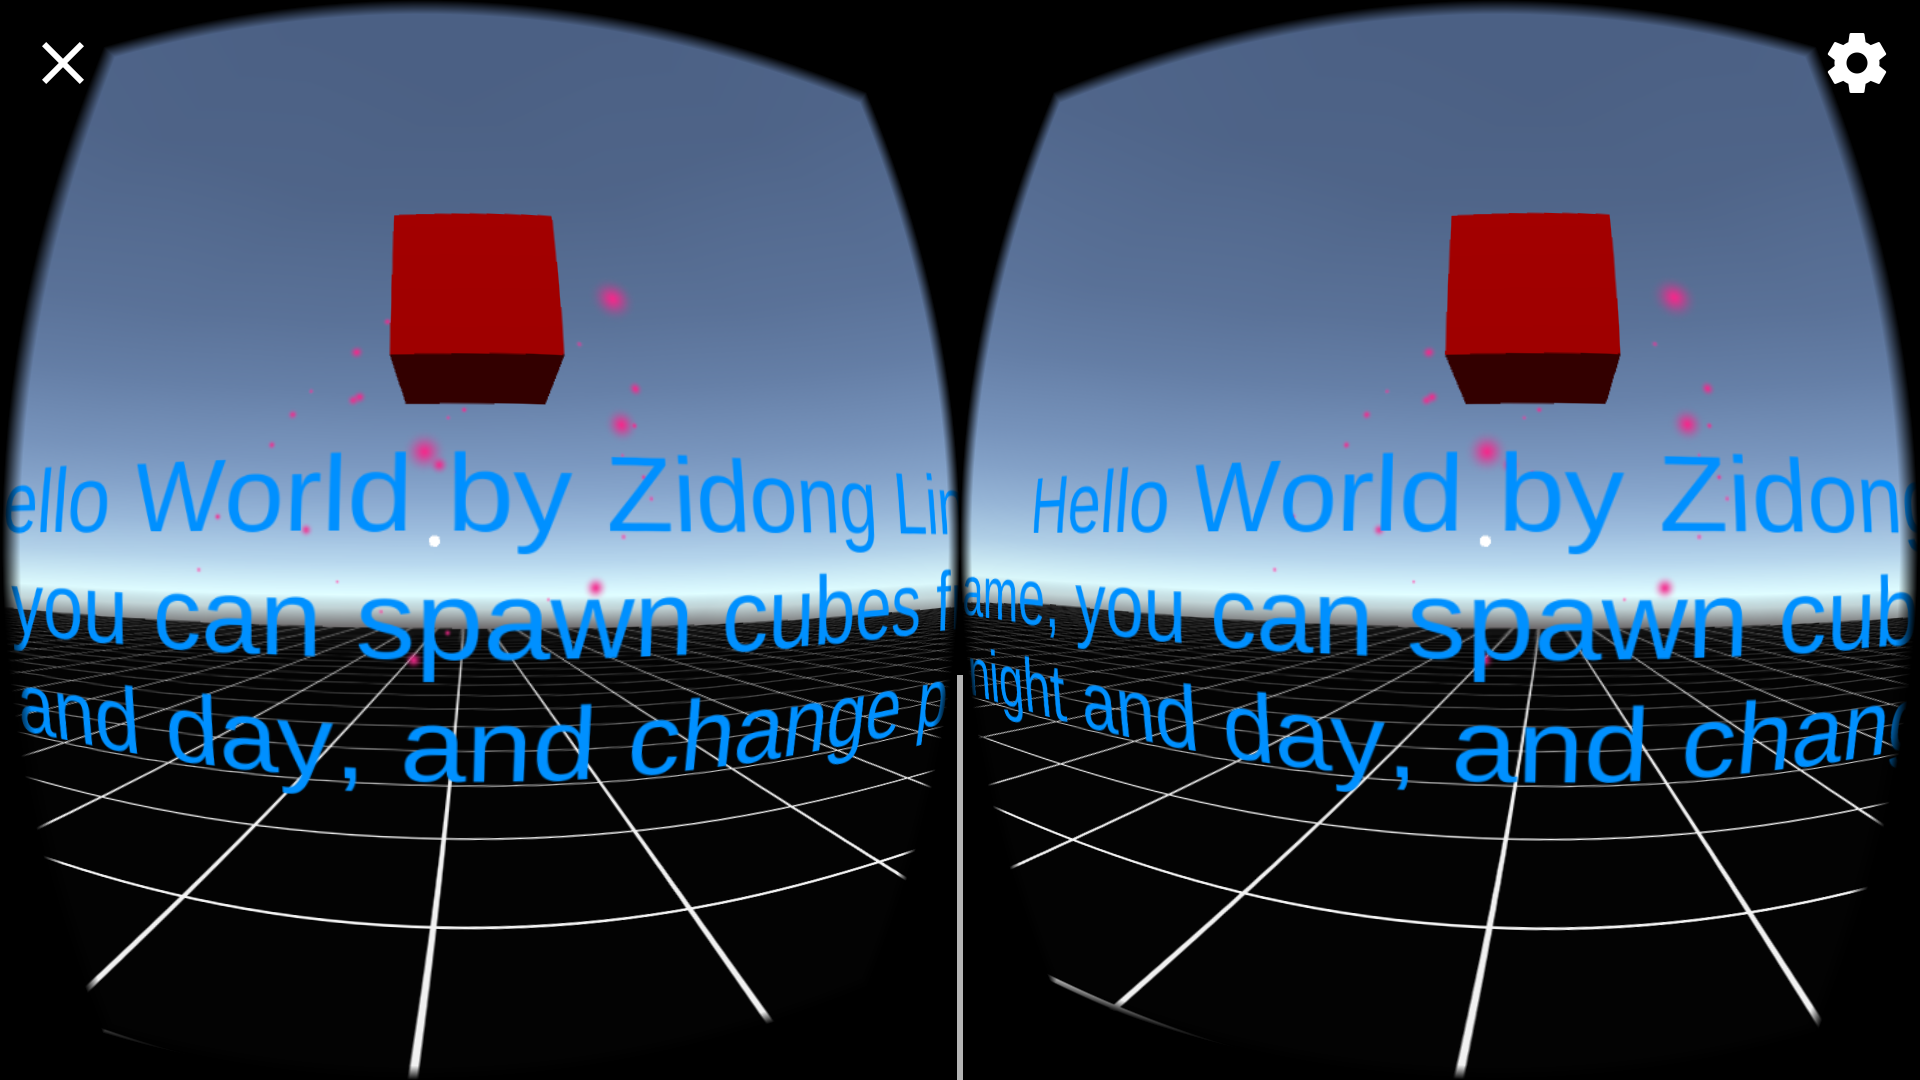 ello World by Zidong Lin
you can spawn cubes f
and day, and change p
Hello World by Zidong
ame, you can spawn cub
night and day, and chang